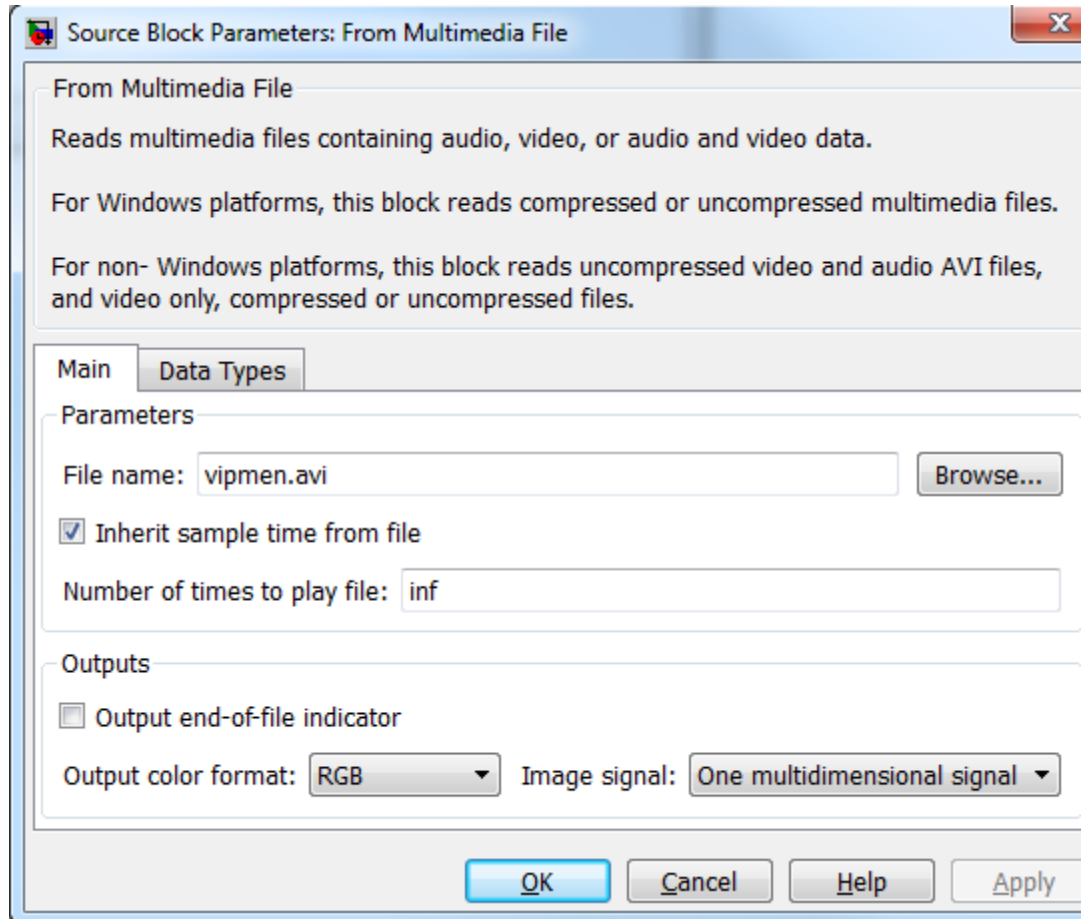 Source Block Parameters: From Multimedia File
From Multimedia File
Reads multimedia files containing audio, video, or audio and video data.
For Windows platforms, this block reads compressed or uncompressed multimedia files.
For non- Windows platforms, this block reads uncompressed video and audio AVI files,
and video only, compressed or uncompressed files.
Main Data Types
Parameters
File name: vipmen.avi Browse...
Inherit sample time from file
Number of times to play file: inf
Outputs
Output end-of-file indicator
Output color format: RGB Image signal: One multidimensional signal
OK Cancel Help Apply